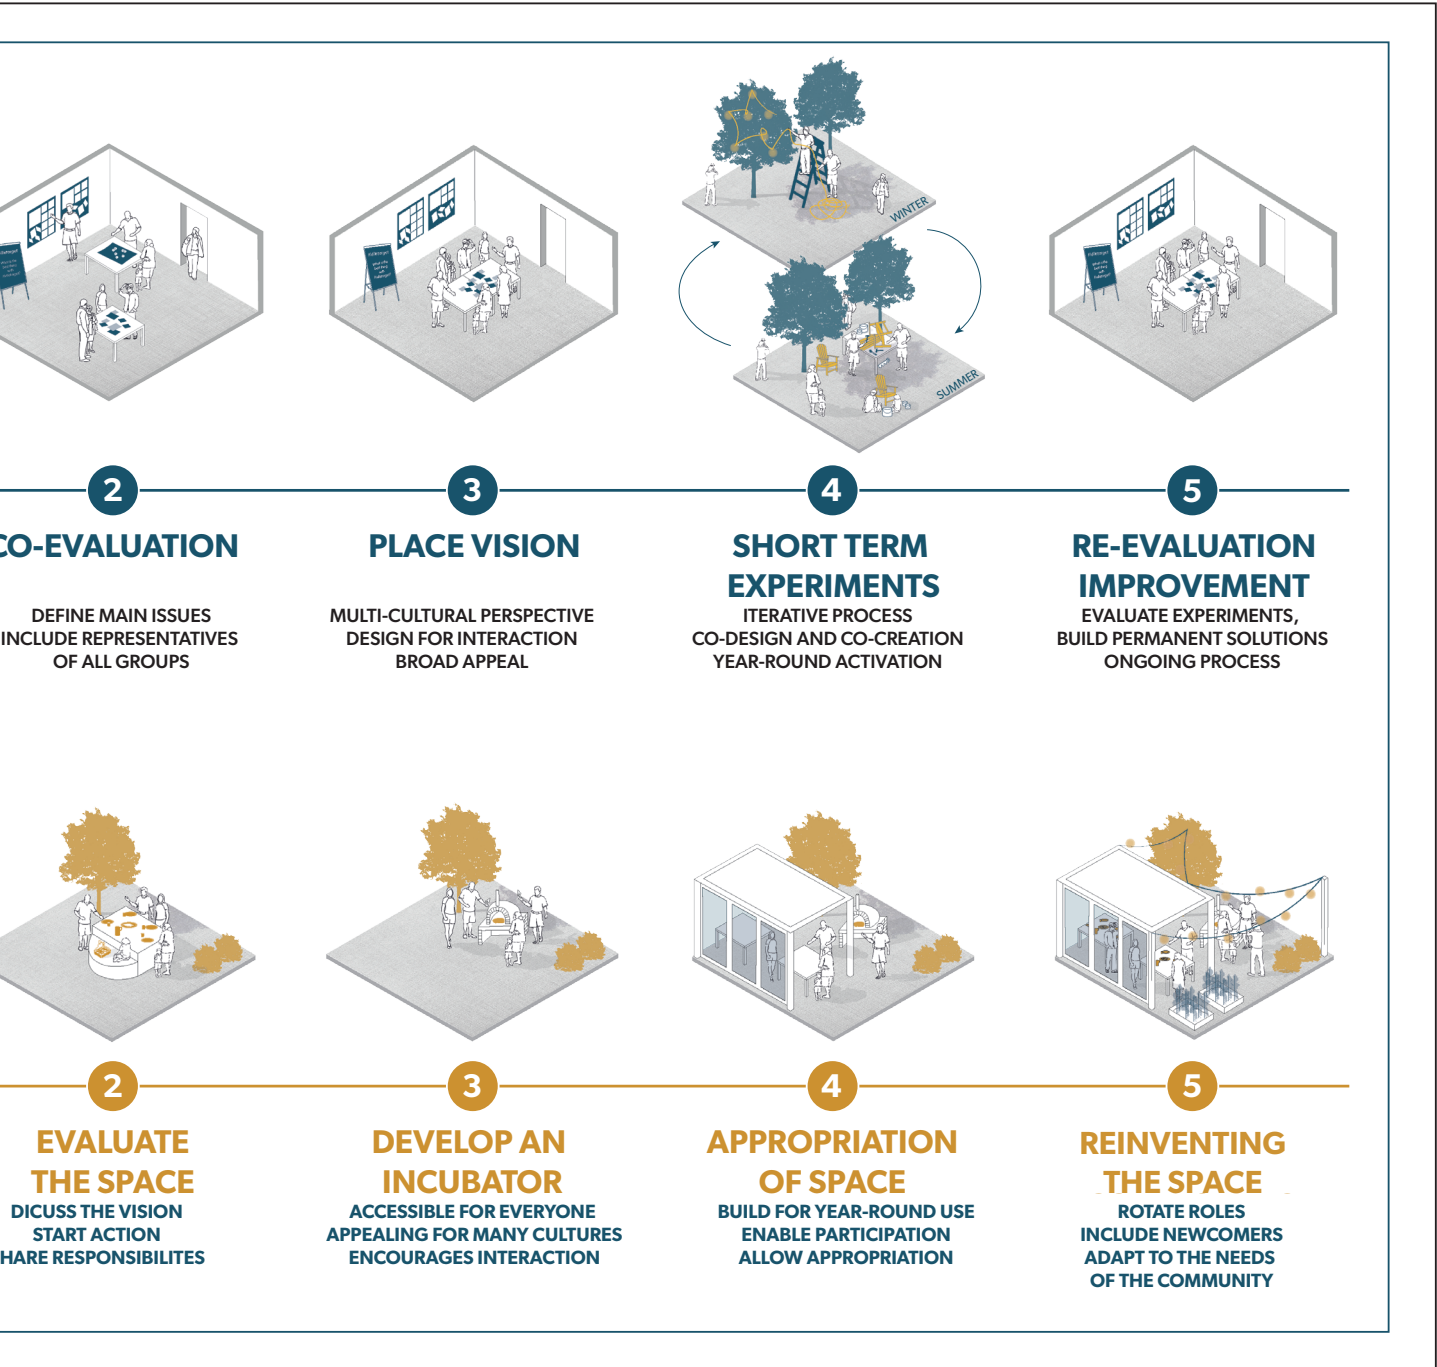 WINTER
SUMMER
2
3
4
5
CO-EVALUATION
PLACE VISION
SHORT TERM
EXPERIMENTS
RE-EVALUATION
IMPROVEMENT
DEFINE MAIN ISSUES
INCLUDE REPRESENTATIVES
OF ALL GROUPS
MULTI-CULTURAL PERSPECTIVE
DESIGN FOR INTERACTION
BROAD APPEAL
ITERATIVE PROCESS
CO-DESIGN AND CO-CREATION
YEAR-ROUND ACTIVATION
EVALUATE EXPERIMENTS,
BUILD PERMANENT SOLUTIONS
ONGOING PROCESS
2
3
4
5
EVALUATE
THE SPACE
DICUSS THE VISION
START ACTION
HARE RESPONSIBILITES
DEVELOP AN
INCUBATOR
ACCESSIBLE FOR EVERYONE
APPEALING FOR MANY CULTURES
ENCOURAGES INTERACTION
APPROPRIATION
OF SPACE
BUILD FOR YEAR-ROUND USE
ENABLE PARTICIPATION
ALLOW APPROPRIATION
REINVENTING
THE SPACE
ROTATE ROLES
INCLUDE NEWCOMERS
ADAPT TO THE NEEDS
OF THE COMMUNITY